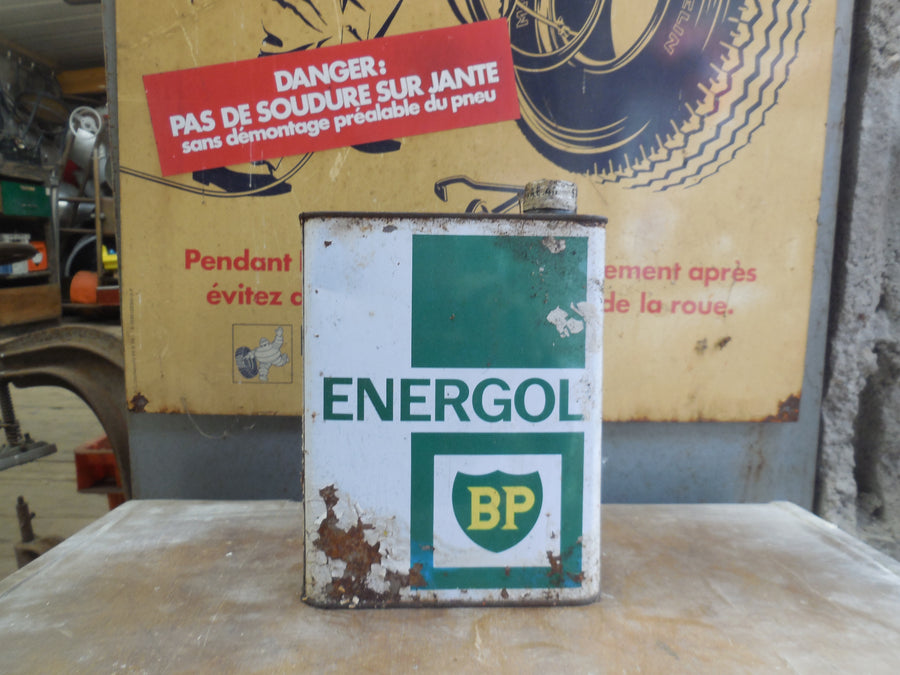 DANGER:
PAS DE SOUDURE SUR JANTE
sans démontage préalable du pneu
Pendant
ement après
évitez
de la roue.
ENERGOL
BP